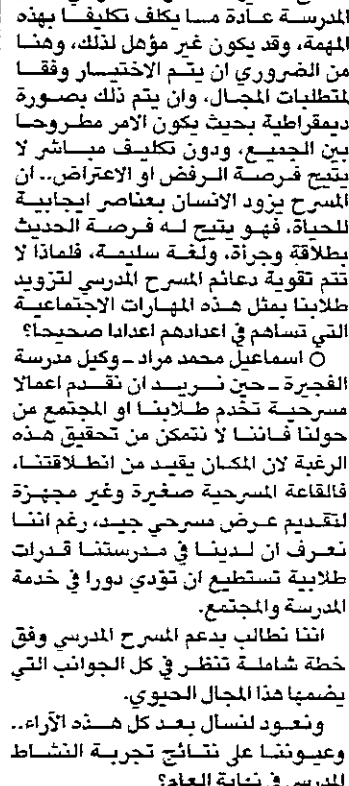 المدرسة عادة مما يكلف تكليفا بهذه
المهمة، وقد يكون غير مؤهل لذلك، وهنا
من الضروري ان يتم الاختيار وفقا
لمتطلبات المجال، وان يتم ذلك بصورة
ديمقراطية بحيث يكون الامر مطروحا
بين الجميع، ودون تكليف مباشر لا
يتيح فرصة الرفض او الاعتراض.. ان
المسرح يزود الانسان بعناصر ايجابية
للحياة، فهو يتيح له فرصة الحديث
بطلاقة وجرأة، ولغة سليمة، فلماذا لا
تتم تقوية دعائم المسرح المدرسي لتزويد
طلابنا بمثل هذه المهارات الاجتماعية
التي تساهم في اعدادهم اعدادا صحيحا؟
○ اسماعيل محمد مراد ـ وكيل مدرسة
الفجيرة ـ حين نريد ان نقدم اعمالا
مسرحية تخدم طلابنا او المجتمع من
حولنا فاننا لا نتمكن من تحقيق هذه
الرغبة لان المكان يقيد من انطلاقتنا،
فالقاعة المسرحية صغيرة وغير مجهزة
لتقديم عرض مسرحي جيد، رغم اننا
نعرف ان لدينا في مدرستنا قدرات
طلابية تستطيع ان تؤدي دورا في خدمة
المدرسة والمجتمع.
اننا نطالب بدعم المسرح المدرسي وفق
خطة شاملة تنظر في كل الجوانب التي
يضمها هذا المجال الحيوي.
ونعود لنسال بعد كل هذه الآراء..
وعيوننا على نتائج تجربة النشاط
المدرسي في نهاية العام؟